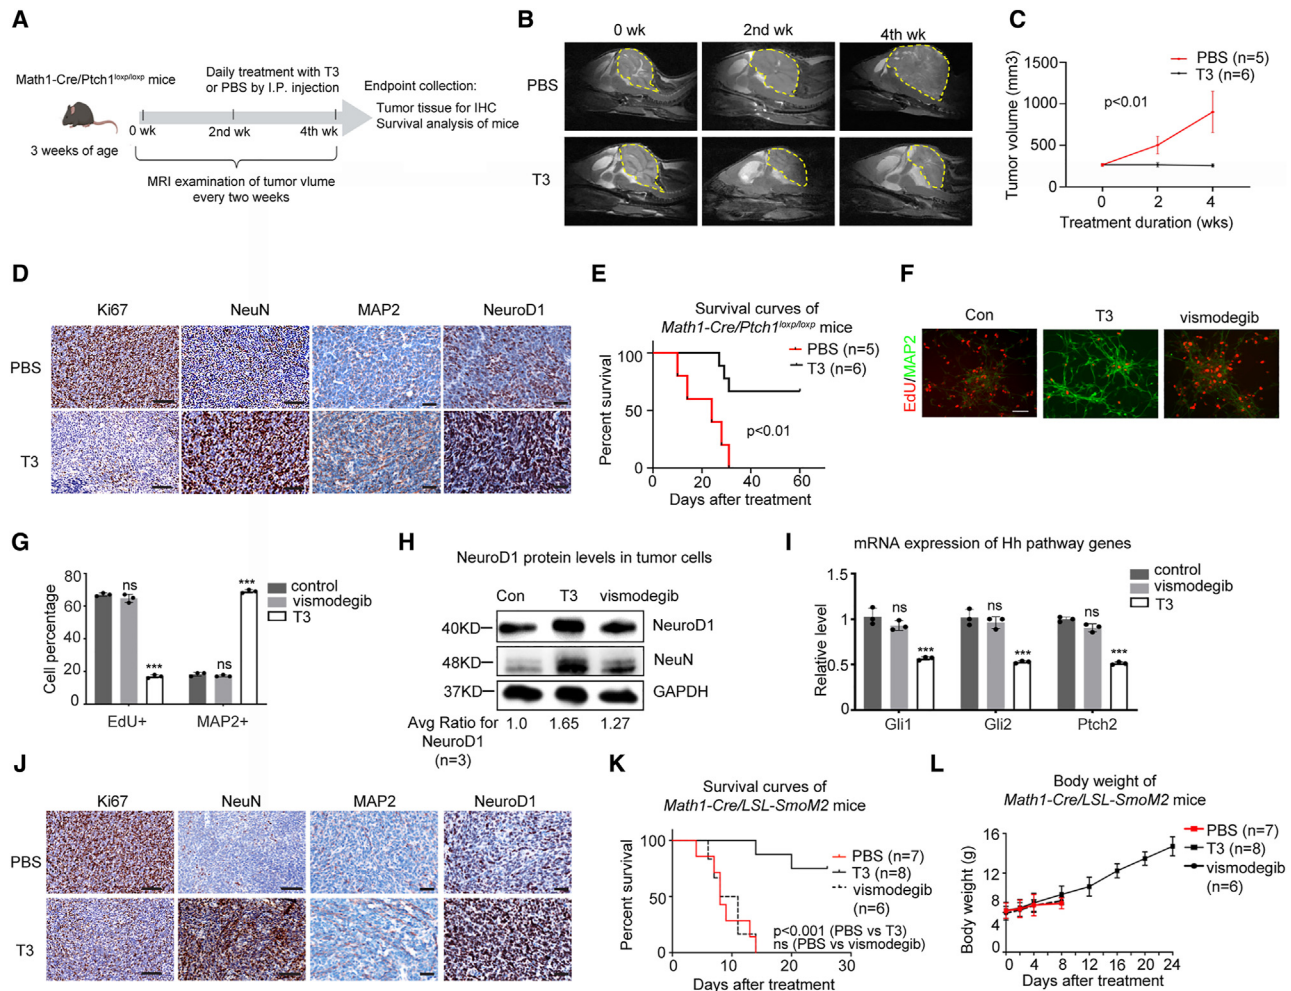 A
Math1-Cre/Ptch1loxp/loxp mice
3 weeks of age
Daily treatment with T3
or PBS by I.P. injection
0 wk
2nd wk
4th wk
MRI examination of tumor vlume
every two weeks
Endpoint collection:
Tumor tissue for IHC
Survival analysis of mice
B
0 wk
2nd wk
4th wk
PBS
T3
C
PBS (n=5)
T3 (n=6)
p<0.01
Tumor volume (mm3)
1500
1000
500
0
0
2
4
Treatment duration (wks)
D
Ki67
NeuN
MAP2
NeuroD1
PBS
T3
E
Survival curves of
Math1-Cre/Ptch1loxp/loxp mice
PBS (n=5)
T3 (n=6)
p<0.01
Percent survival
100
50
0
0
20
40
60
Days after treatment
F
Con
T3
vismodegib
EdU/MAP2
G
control
vismodegib
T3
Cell percentage
80
60
40
20
0
ns
***
ns
***
EdU+
MAP2+
H
NeuroD1 protein levels in tumor cells
Con
T3
vismodegib
40KD
NeuroD1
48KD
NeuN
37KD
GAPDH
Avg Ratio for
NeuroD1
(n=3)
1.0
1.65
1.27
I
mRNA expression of Hh pathway genes
control
vismodegib
T3
Relative level
1.5
1
0.5
0
ns
***
ns
***
ns
***
Gli1
Gli2
Ptch2
J
Ki67
NeuN
MAP2
NeuroD1
PBS
T3
K
Survival curves of
Math1-Cre/LSL-SmoM2 mice
PBS (n=7)
T3 (n=8)
vismodegib
(n=6)
p<0.001 (PBS vs T3)
ns (PBS vs vismodegib)
Percent survival
100
50
0
0
10
20
30
Days after treatment
L
Body weight of
Math1-Cre/LSL-SmoM2 mice
PBS (n=7)
T3 (n=8)
vismodegib
(n=6)
Body weight (g)
16
12
8
4
0
0
4
8
12
16
20
24
Days after treatment